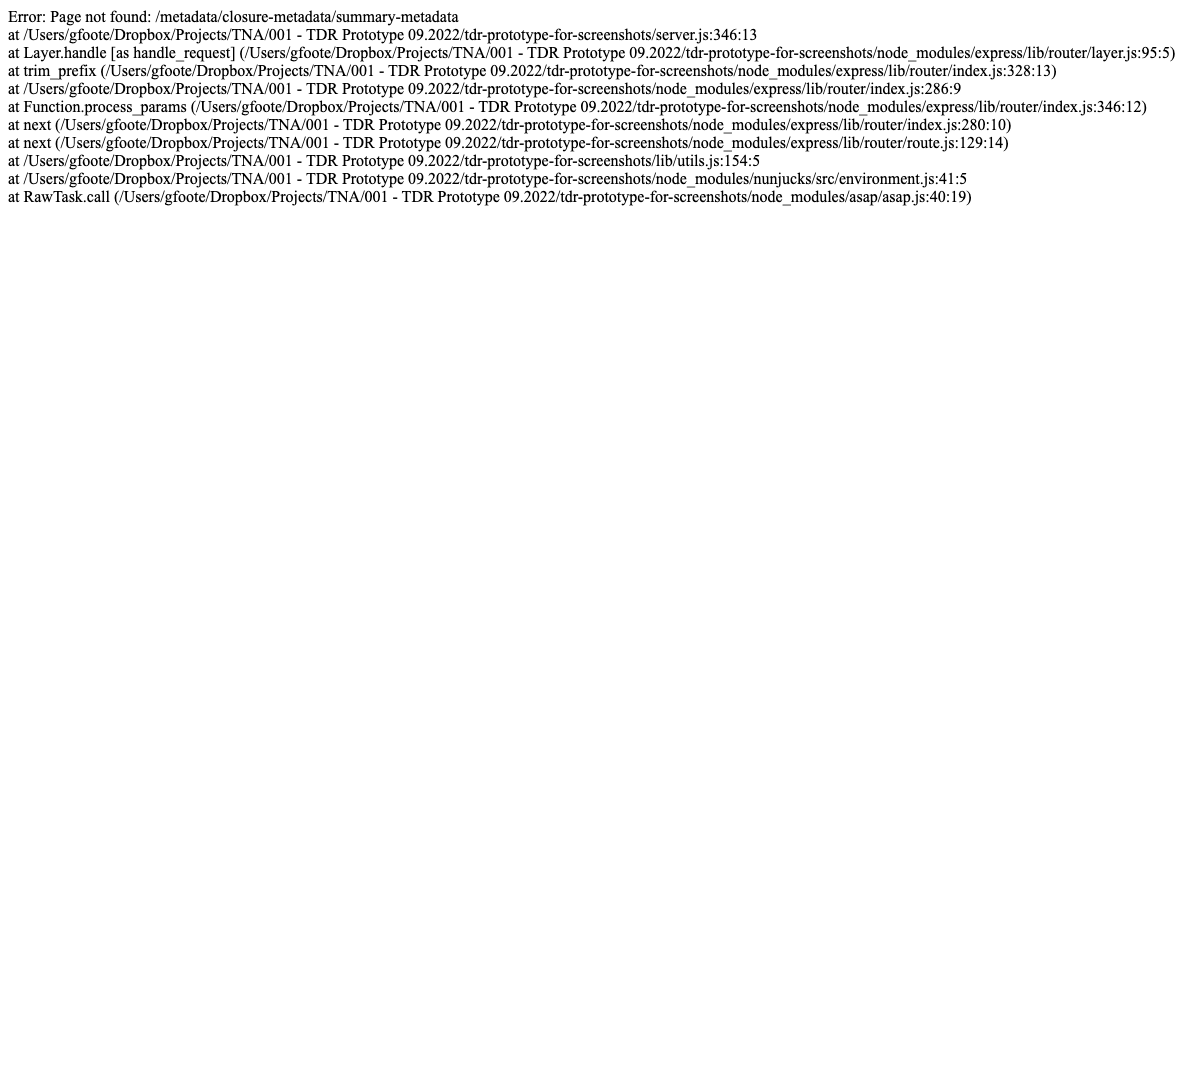 Error: Page not found: /metadata/closure-metadata/summary-metadata
at /Users/gfoote/Dropbox/Projects/TNA/001 - TDR Prototype 09.2022/tdr-prototype-for-screenshots/server.js:346:13
at Layer.handle [as handle_request] (/Users/gfoote/Dropbox/Projects/TNA/001 - TDR Prototype 09.2022/tdr-prototype-for-screenshots/node_modules/express/lib/router/layer.js:95:5)
at trim_prefix (/Users/gfoote/Dropbox/Projects/TNA/001 - TDR Prototype 09.2022/tdr-prototype-for-screenshots/node_modules/express/lib/router/index.js:328:13)
at /Users/gfoote/Dropbox/Projects/TNA/001 - TDR Prototype 09.2022/tdr-prototype-for-screenshots/node_modules/express/lib/router/index.js:286:9
at Function.process_params (/Users/gfoote/Dropbox/Projects/TNA/001 - TDR Prototype 09.2022/tdr-prototype-for-screenshots/node_modules/express/lib/router/index.js:346:12)
at next (/Users/gfoote/Dropbox/Projects/TNA/001 - TDR Prototype 09.2022/tdr-prototype-for-screenshots/node_modules/express/lib/router/index.js:280:10)
at next (/Users/gfoote/Dropbox/Projects/TNA/001 - TDR Prototype 09.2022/tdr-prototype-for-screenshots/node_modules/express/lib/router/route.js:129:14)
at /Users/gfoote/Dropbox/Projects/TNA/001 - TDR Prototype 09.2022/tdr-prototype-for-screenshots/lib/utils.js:154:5
at /Users/gfoote/Dropbox/Projects/TNA/001 - TDR Prototype 09.2022/tdr-prototype-for-screenshots/node_modules/nunjucks/src/environment.js:41:5
at RawTask.call (/Users/gfoote/Dropbox/Projects/TNA/001 - TDR Prototype 09.2022/tdr-prototype-for-screenshots/node_modules/asap/asap.js:40:19)